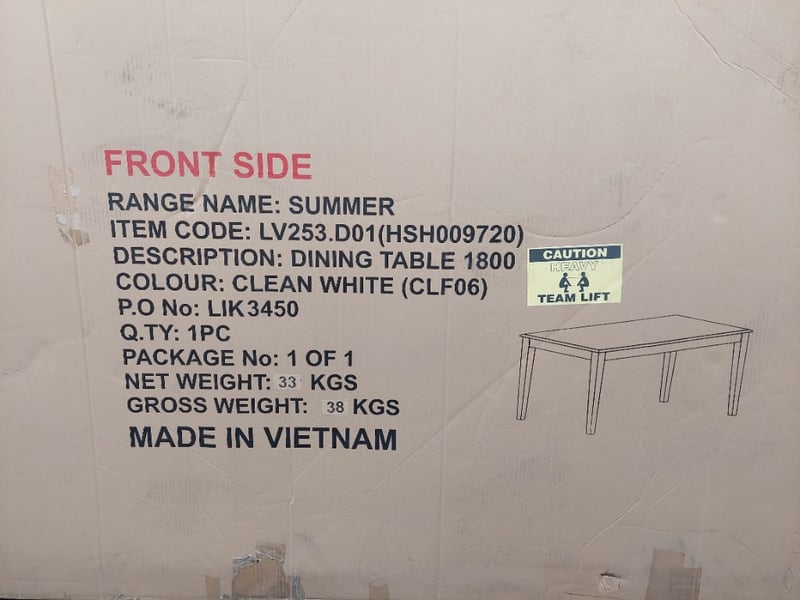 FRONT SIDE
RANGE NAME: SUMMER
ITEM CODE: LV253.D01(HSH009720)
DESCRIPTION: DINING TABLE 1800
COLOUR: CLEAN WHITE (CLF06)
P.O No: LIK3450
Q.TY: 1PC
PACKAGE No: 1 OF 1
NET WEIGHT: 33 KGS
GROSS WEIGHT: 38 KGS
MADE IN VIETNAM
CAUTION
HEAVY
TEAM LIFT